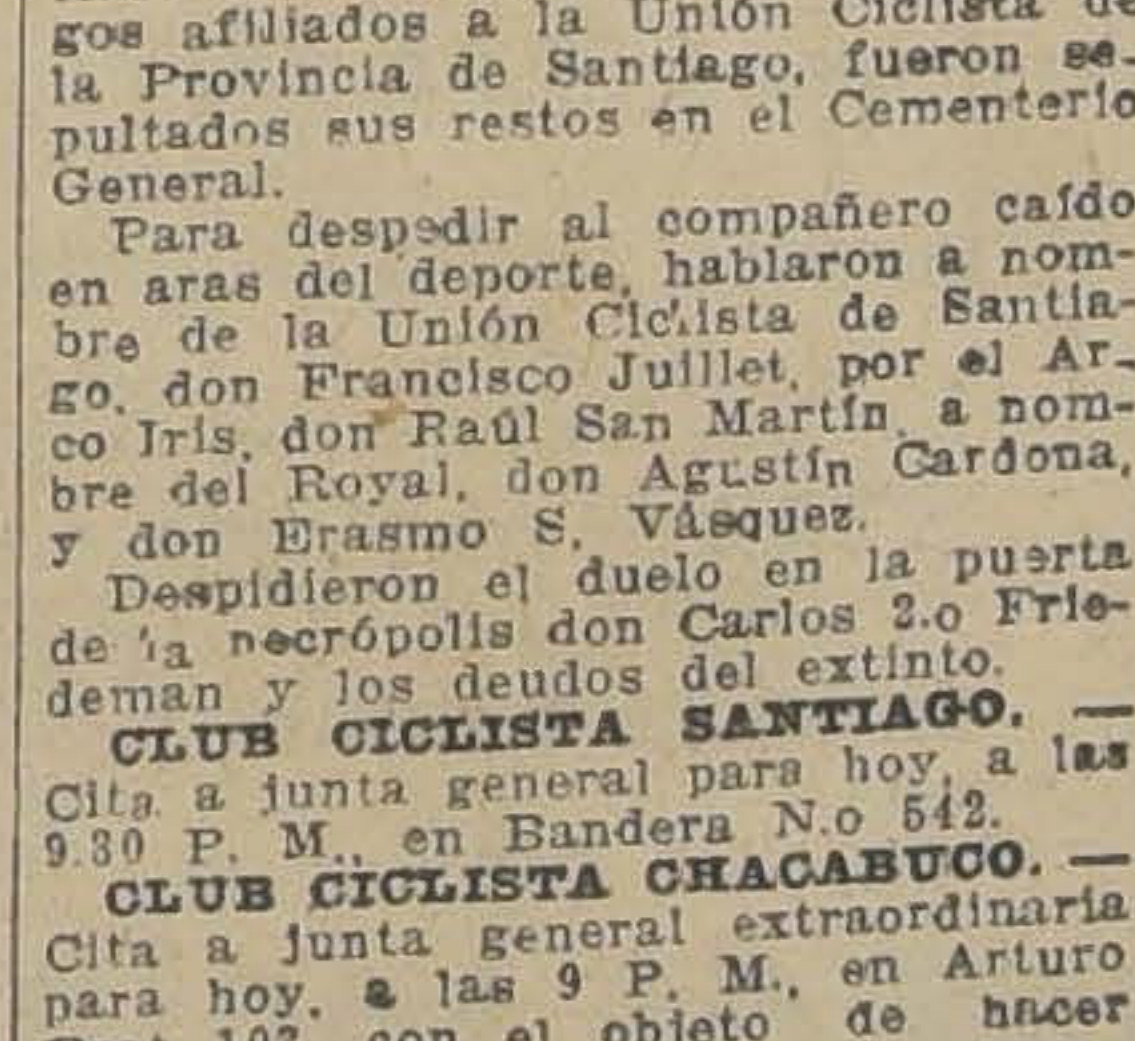 gos afiliados a la Unión Ciclista de
la Provincia de Santiago, fueron se-
pultados sus restos en el Cementerio
General.
Para despedir al compañero caído
en aras del deporte, hablaron a nom-
bre de la Unión Ciclista de Santia-
go, don Francisco Juillet, por el Ar-
co Iris, don Raúl San Martín, a nom-
bre del Royal, don Agustín Cardona,
y don Erasmo S. Vásquez.
Despidieron el duelo en la puerta
de la necrópolis don Carlos 2.o Frie-
deman y los deudos del extinto.
CLUB CICLISTA SANTIAGO. —
Cita a junta general para hoy, a las
9.30 P. M., en Bandera N.o 542.
CLUB CICLISTA CHACABUCO. —
Cita a junta general extraordinaria
para hoy, a las 9 P. M., en Arturo
con el objeto de hacer